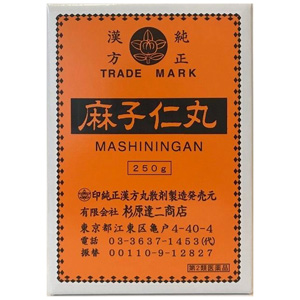 純正漢方
TRADE MARK
麻子仁丸
MASHININGAN
250g
印純正漢方丸散剤製造発売元
有限会社 杉原達二商店
東京都江東区亀戸4-40-4
電話 03-3637-1453(代)
振替 00110-9-12827
第2類医薬品